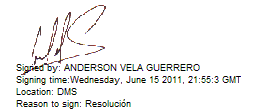 Signed by: ANDERSON VELA GUERRERO
Signing time:Wednesday, June 15 2011, 21:55:3 GMT
Location: DMS
Reason to sign: Resolución